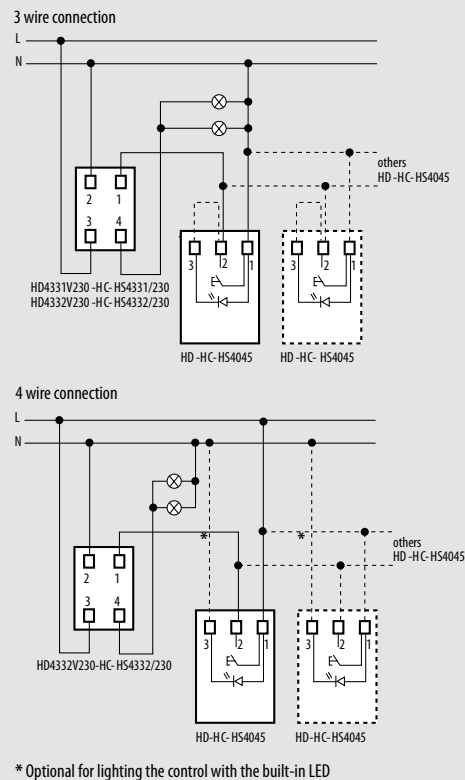 3 wire connection
L
N
others
HD -HC-HS4045
2 1
3 4
3 2 1
3 2 1
HD4331V230 -HC- HS4331/230
HD4332V230 -HC- HS4332/230
HD -HC- HS4045
HD -HC- HS4045
4 wire connection
L
N
* *
others
HD -HC-HS4045
2 1
3 4
3 2 1
3 2 1
HD4332V230-HC- HS4332/230
HD-HC- HS4045
HD-HC- HS4045
* Optional for lighting the control with the built-in LED